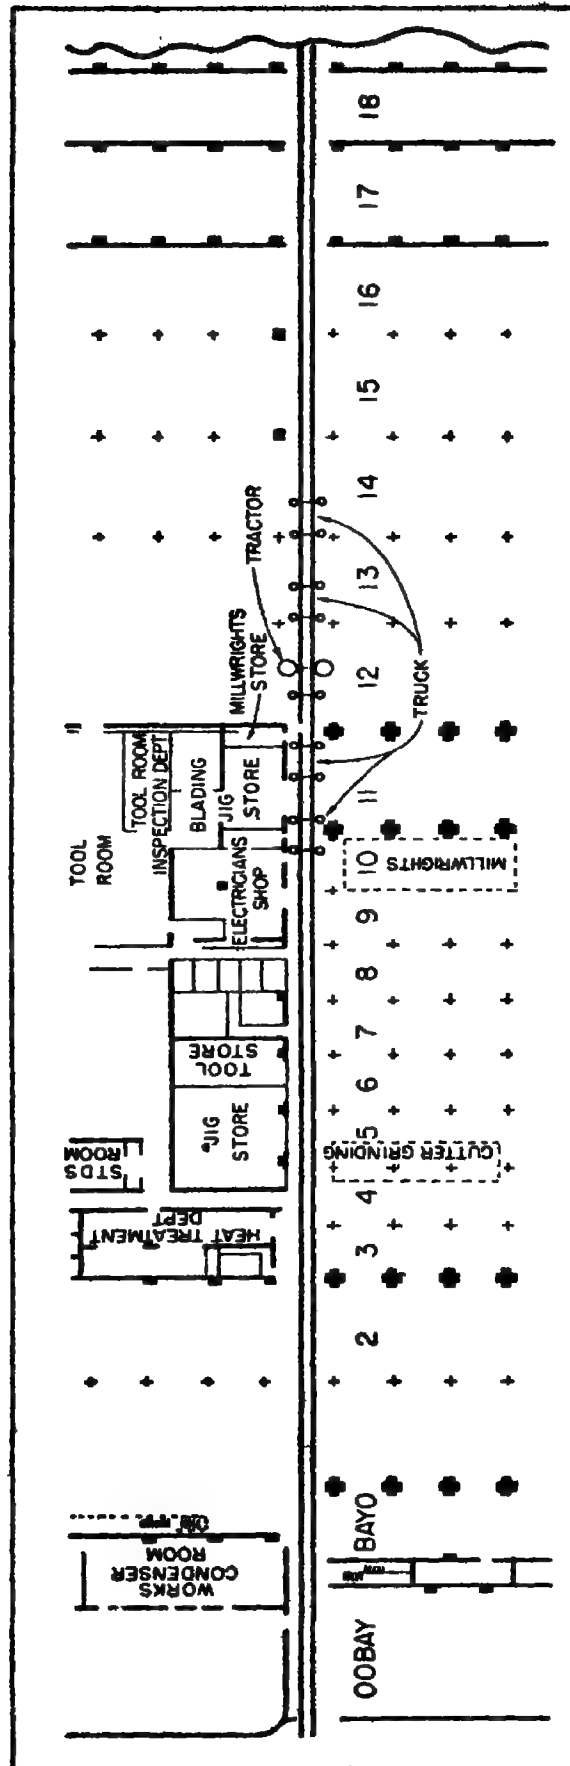 18
17
16
15
14
13
12
11
10
9
8
7
6
5
4
3
2
BAYO
OOBAY
TRACTOR
MILLWRIGHTS
STORE
TRUCK
TOOL
ROOM
TOOL ROOM
INSPECTION DEPT
BLADING
JIG
STORE
ELECTRICIANS
SHOP
MILLWRIGHTS
TOOL
STORE
JIG
STORE
CUTTER GRINDING
STDS
ROOM
HEAT TREATMENT
DEPT
WORKS
CONDENSER
ROOM